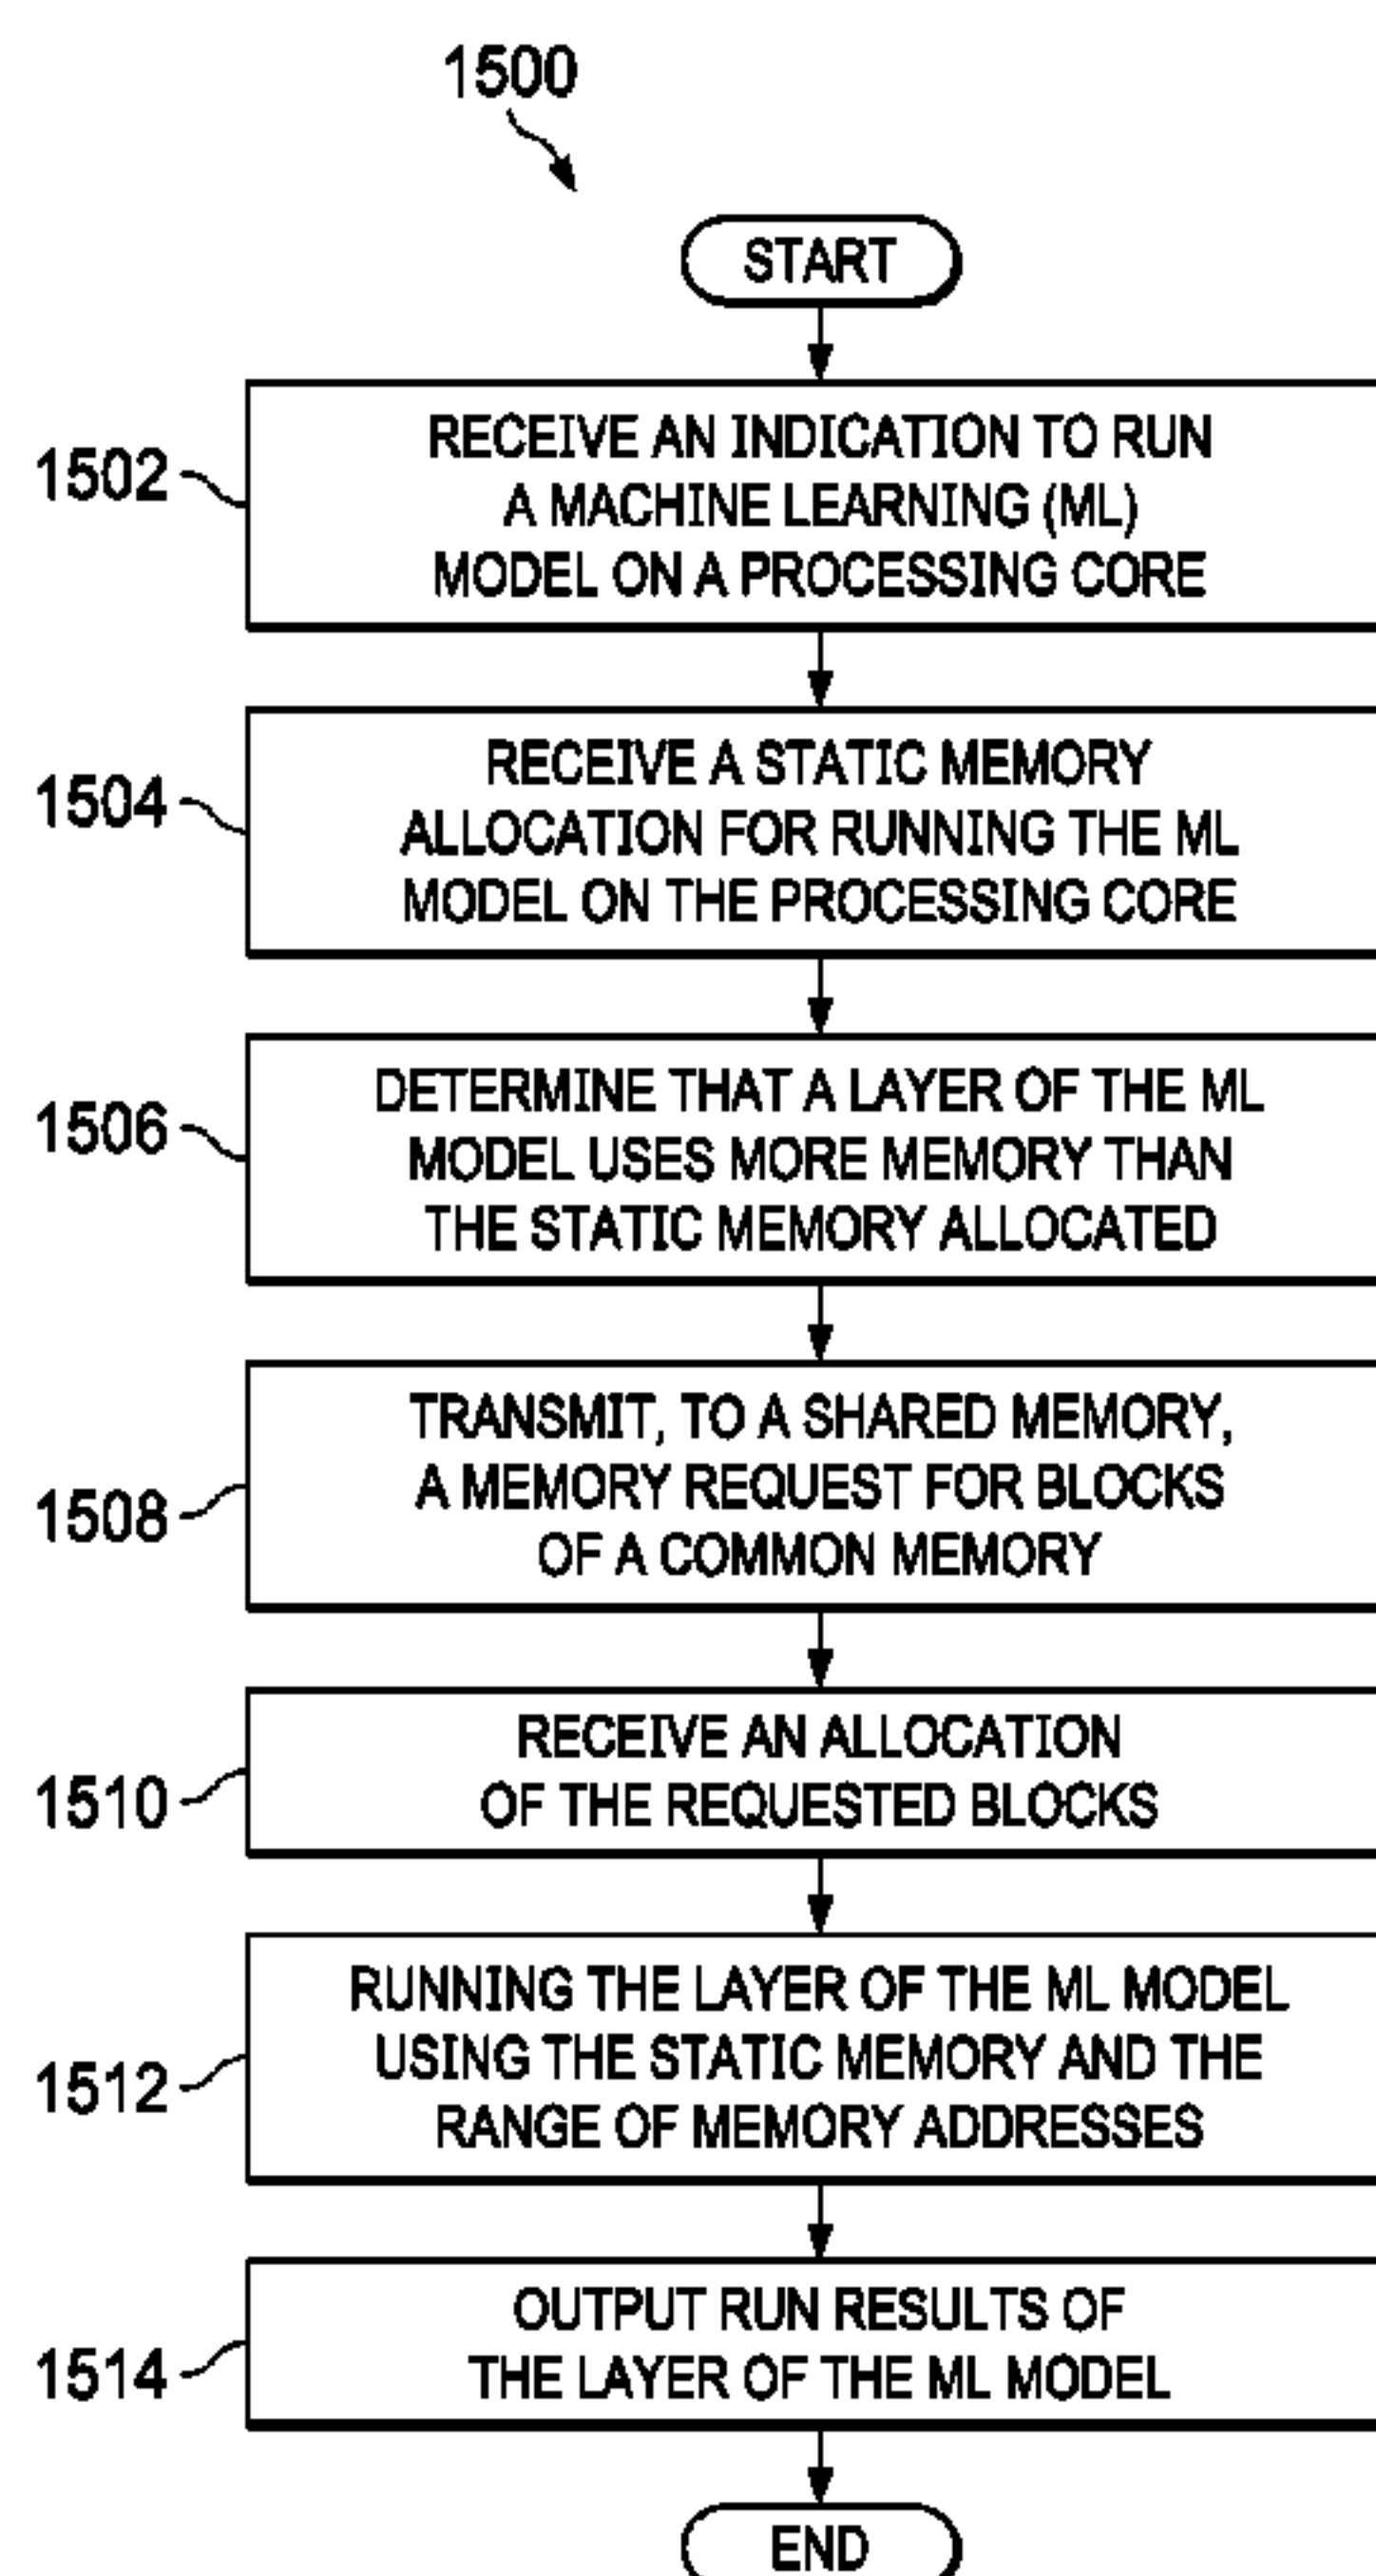 1500
START
1502
RECEIVE AN INDICATION TO RUN
A MACHINE LEARNING (ML)
MODEL ON A PROCESSING CORE
1504
RECEIVE A STATIC MEMORY
ALLOCATION FOR RUNNING THE ML
MODEL ON THE PROCESSING CORE
1506
DETERMINE THAT A LAYER OF THE ML
MODEL USES MORE MEMORY THAN
THE STATIC MEMORY ALLOCATED
1508
TRANSMIT, TO A SHARED MEMORY,
A MEMORY REQUEST FOR BLOCKS
OF A COMMON MEMORY
1510
RECEIVE AN ALLOCATION
OF THE REQUESTED BLOCKS
1512
RUNNING THE LAYER OF THE ML MODEL
USING THE STATIC MEMORY AND THE
RANGE OF MEMORY ADDRESSES
1514
OUTPUT RUN RESULTS OF
THE LAYER OF THE ML MODEL
END